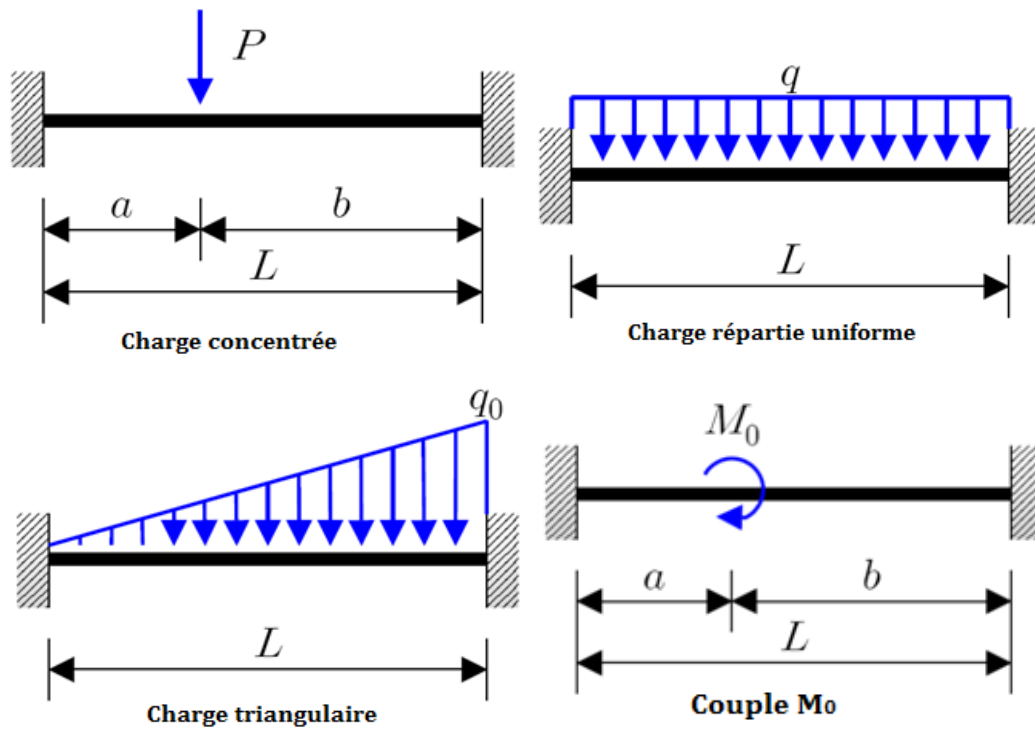 P
a
b
L
Charge concentrée
q
L
Charge répartie uniforme
q₀
L
Charge triangulaire
M₀
a
b
L
Couple M₀